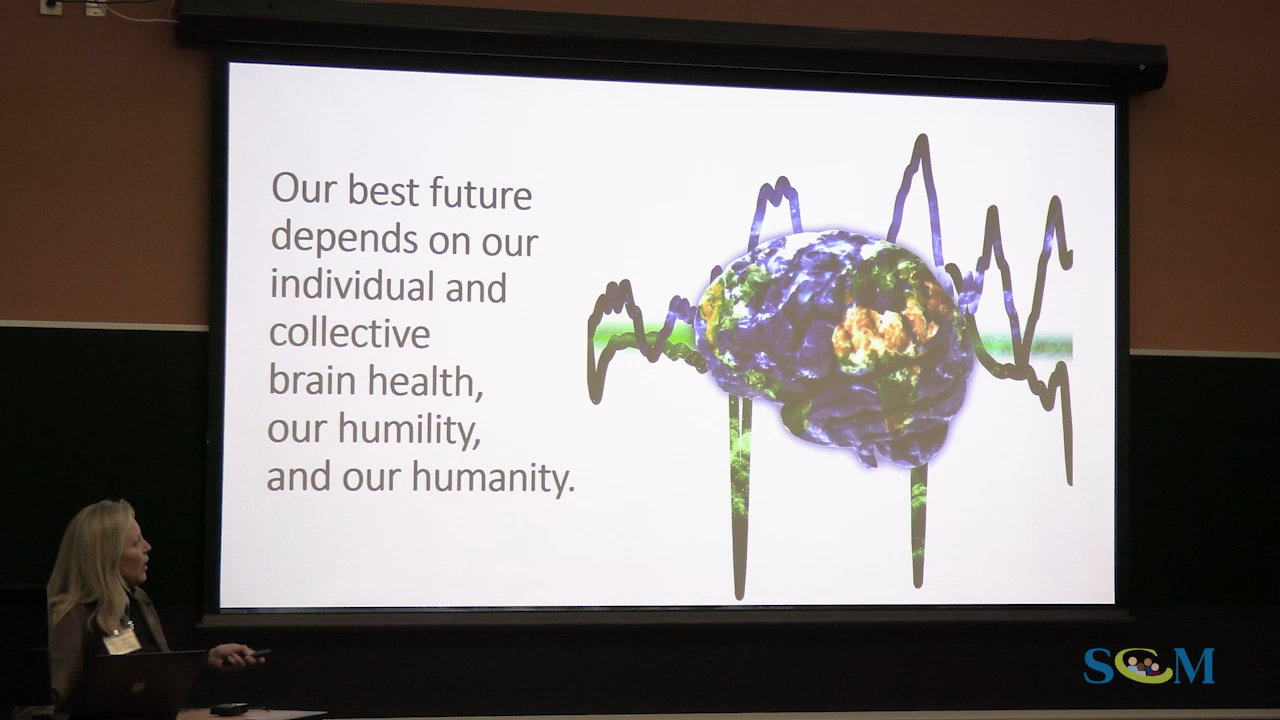 Our best future
depends on our
individual and
collective
brain health,
our humility,
and our humanity.
SCM